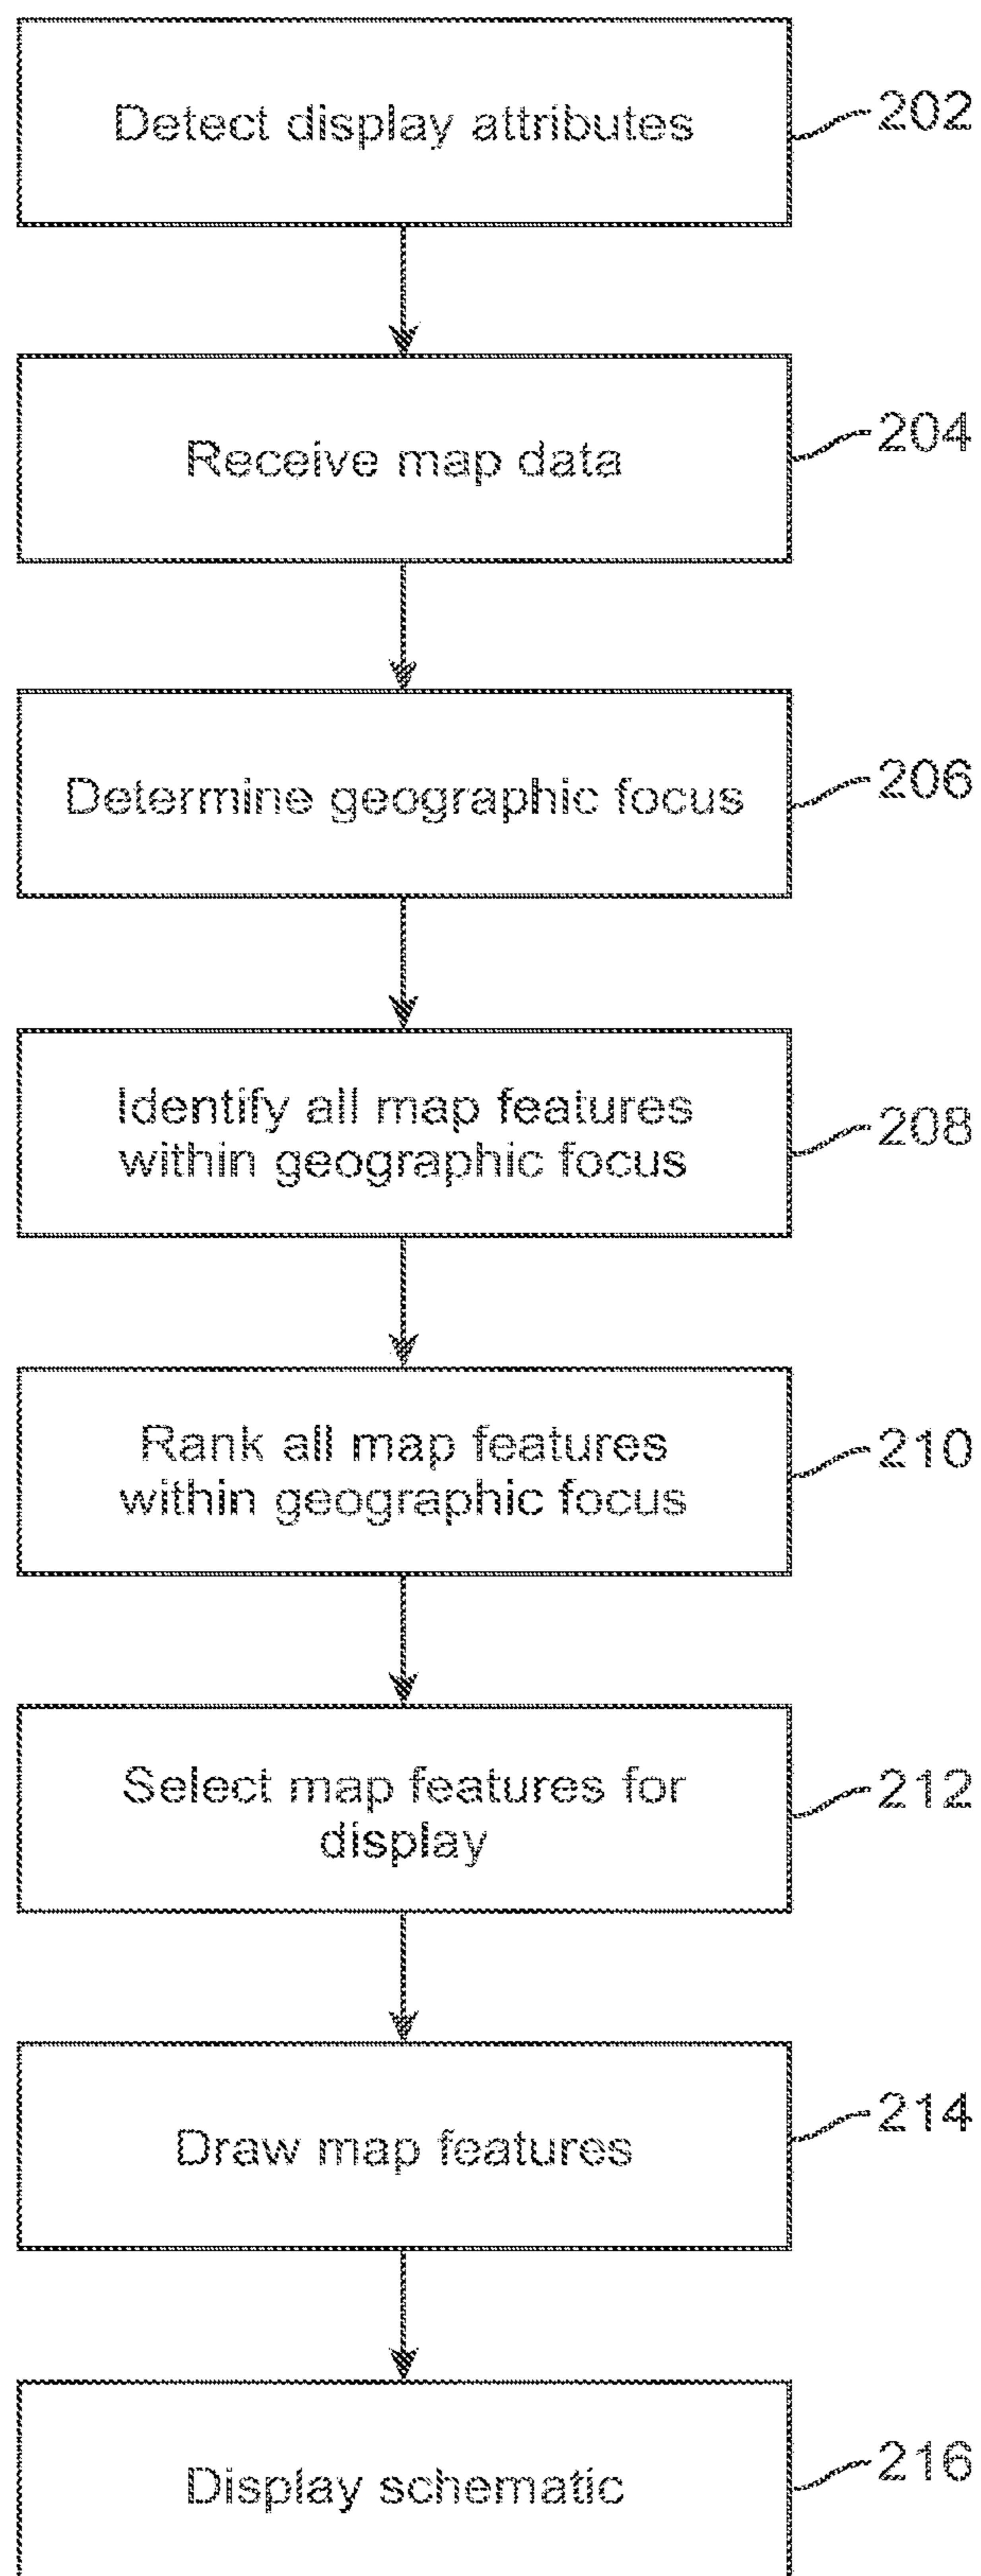 Detect display attributes
202
Receive map data
204
Determine geographic focus
206
Identify all map features
within geographic focus
208
Rank all map features
within geographic focus
210
Select map features for
display
212
Draw map features
214
Display schematic
216